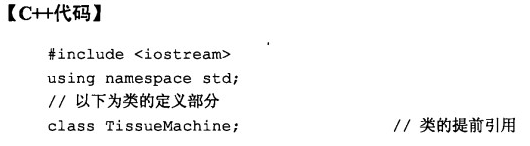 【C++代码】
#include <iostream>
using namespace std;
// 以下为类的定义部分
class TissueMachine; // 类的提前引用